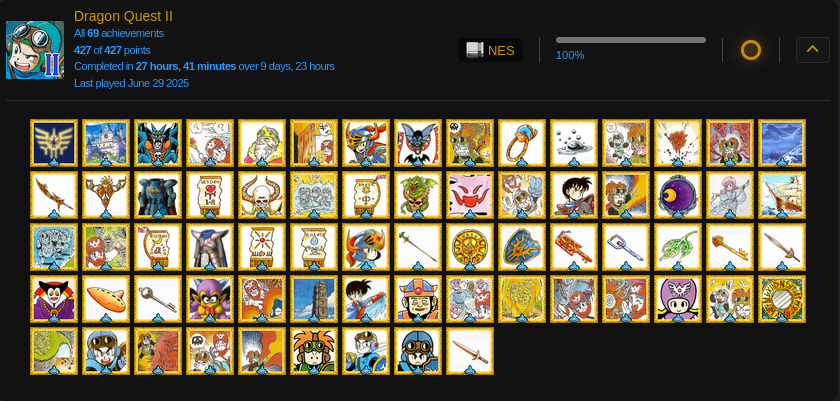 Dragon Quest II
All 69 achievements
427 of 427 points
Completed in 27 hours, 41 minutes over 9 days, 23 hours
Last played June 29 2025
II
NES
100%